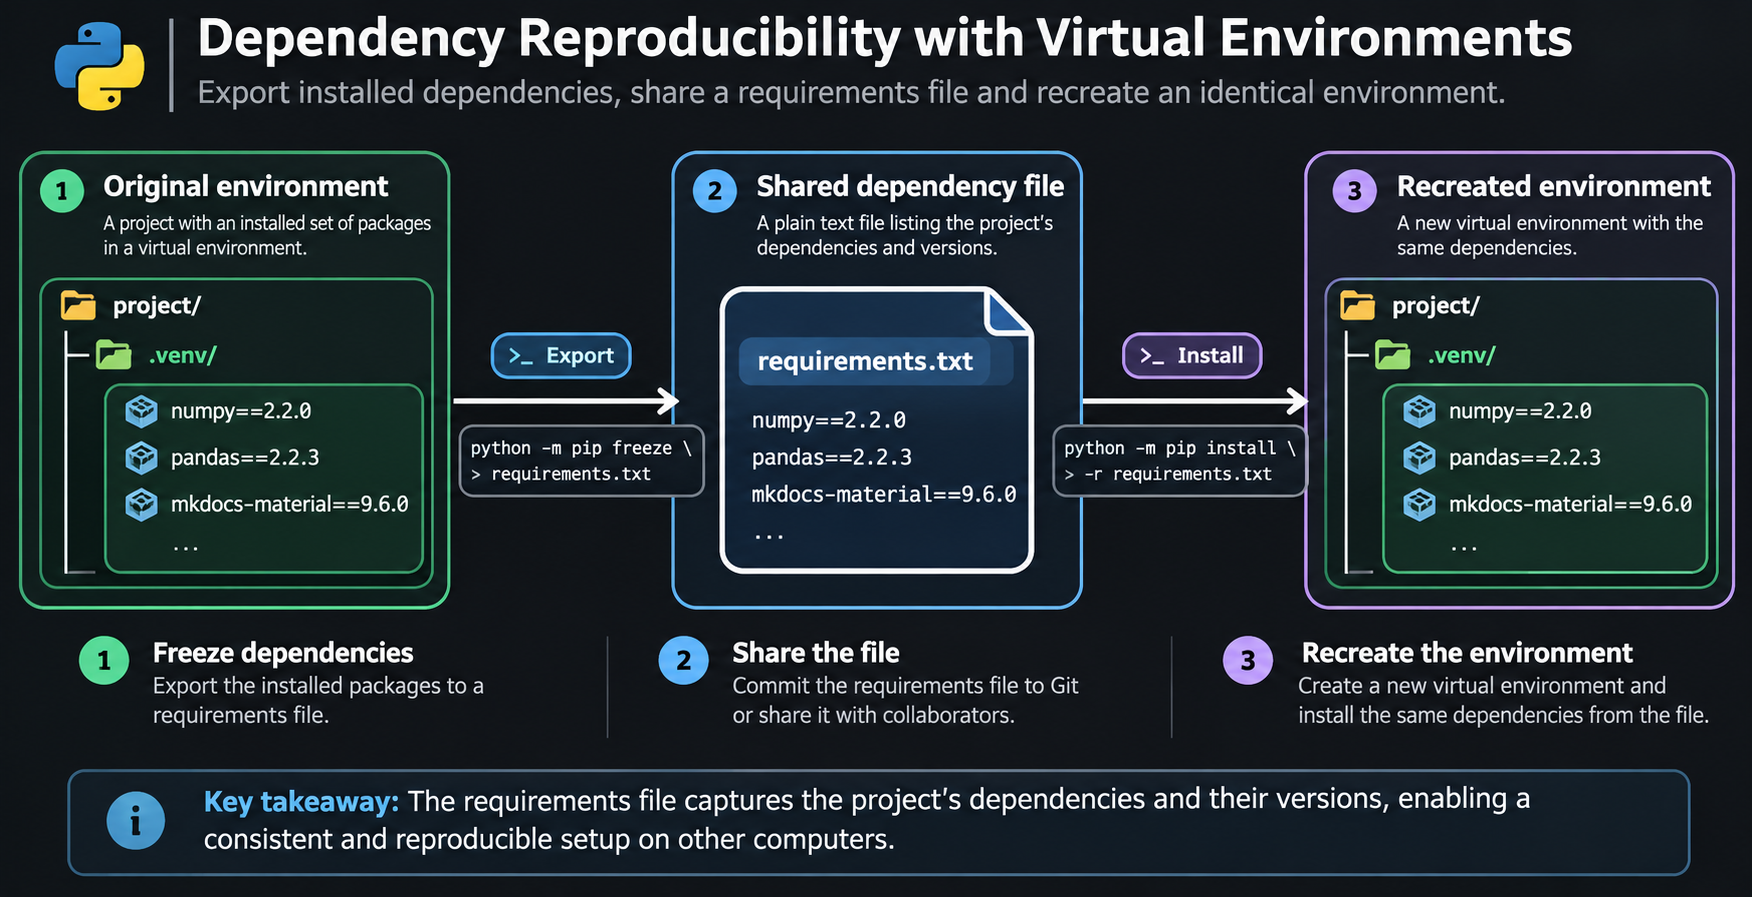 Dependency Reproducibility with Virtual Environments
Export installed dependencies, share a requirements file and recreate an identical environment.
1 Original environment
A project with an installed set of packages
in a virtual environment.
project/
.venv/
numpy==2.2.0
pandas==2.2.3
mkdocs-material==9.6.0
...
>_ Export
python -m pip freeze \
> requirements.txt
2 Shared dependency file
A plain text file listing the project's
dependencies and versions.
requirements.txt
numpy==2.2.0
pandas==2.2.3
mkdocs-material==9.6.0
...
>_ Install
python -m pip install \
> -r requirements.txt
3 Recreated environment
A new virtual environment with the
same dependencies.
project/
.venv/
numpy==2.2.0
pandas==2.2.3
mkdocs-material==9.6.0
...
1 Freeze dependencies
Export the installed packages to a
requirements file.
2 Share the file
Commit the requirements file to Git
or share it with collaborators.
3 Recreate the environment
Create a new virtual environment and
install the same dependencies from the file.
i
Key takeaway: The requirements file captures the project's dependencies and their versions, enabling a
consistent and reproducible setup on other computers.